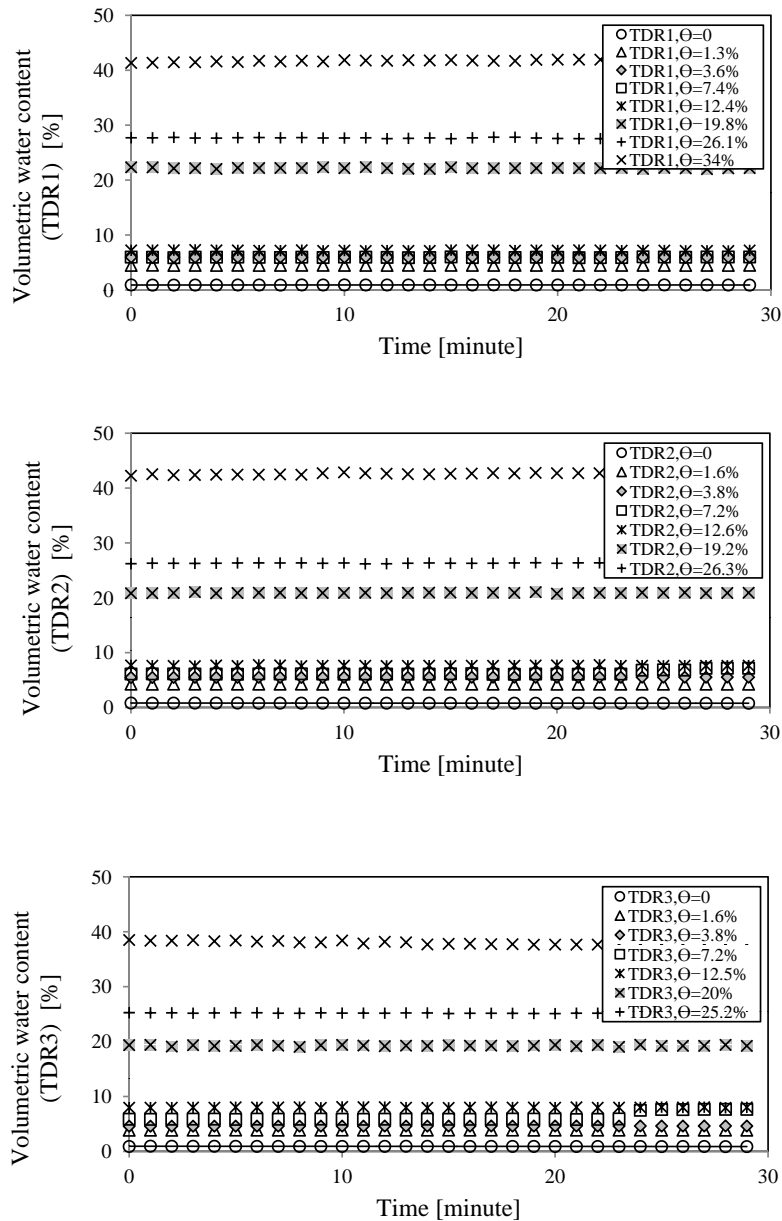 50
40
30
20
10
0
Volumetric water content
(TDR1) [%]
TDR1,Ɵ=0
TDR1,Ɵ=1.3%
TDR1,Ɵ=3.6%
TDR1,Ɵ=7.4%
TDR1,Ɵ=12.4%
TDR1,Ɵ=19.8%
TDR1,Ɵ=26.1%
TDR1,Ɵ=34%
0 10 20 30
Time [minute]
50
40
30
20
10
0
Volumetric water content
(TDR2) [%]
TDR2,Ɵ=0
TDR2,Ɵ=1.6%
TDR2,Ɵ=3.8%
TDR2,Ɵ=7.2%
TDR2,Ɵ=12.6%
TDR2,Ɵ=19.2%
TDR2,Ɵ=26.3%
0 10 20 30
Time [minute]
50
40
30
20
10
0
Volumetric water content
(TDR3) [%]
TDR3,Ɵ=0
TDR3,Ɵ=1.6%
TDR3,Ɵ=3.8%
TDR3,Ɵ=7.2%
TDR3,Ɵ=12.5%
TDR3,Ɵ=20%
TDR3,Ɵ=25.2%
0 10 20 30
Time [minute]